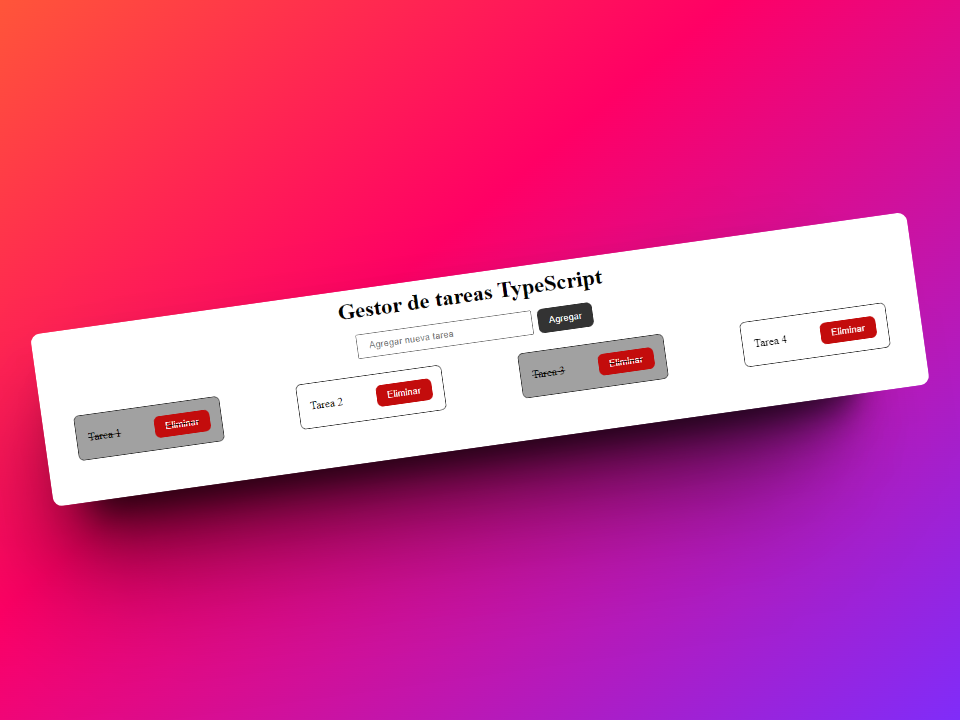 Gestor de tareas TypeScript
Agregar nueva tarea
Agregar
Tarea 1
Eliminar
Tarea 2
Eliminar
Tarea 3
Eliminar
Tarea 4
Eliminar